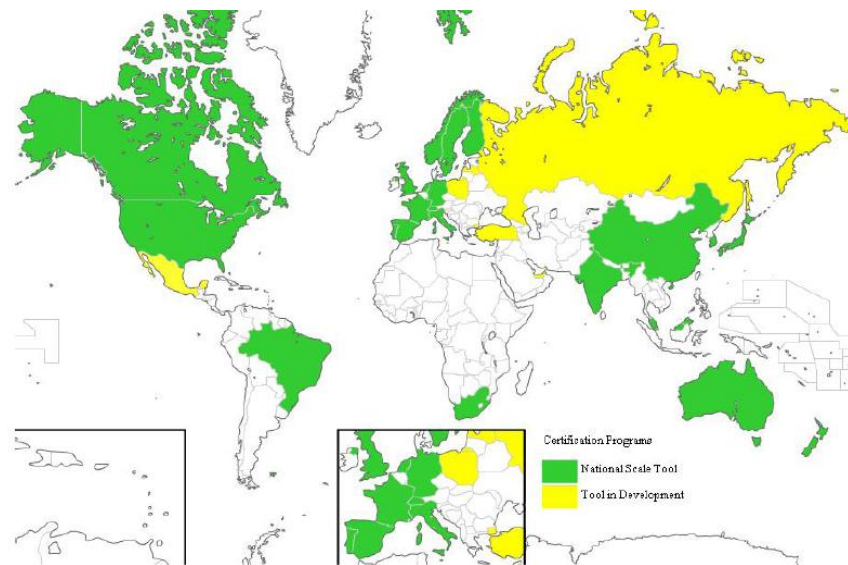 Certification Programs
National Scale Tool
Tool in Development